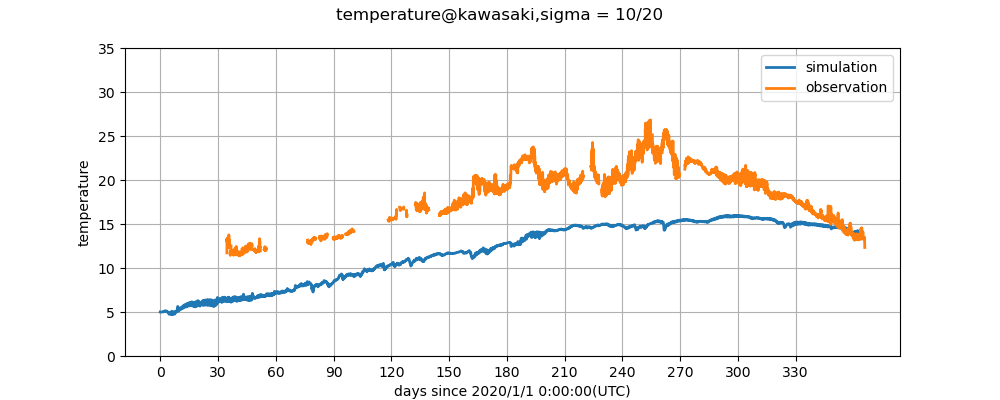 temperature@kawasaki,sigma = 10/20
35
30
25
20
15
10
5
0
temperature
simulation
observation
0 30 60 90 120 150 180 210 240 270 300 330
days since 2020/1/1 0:00:00(UTC)